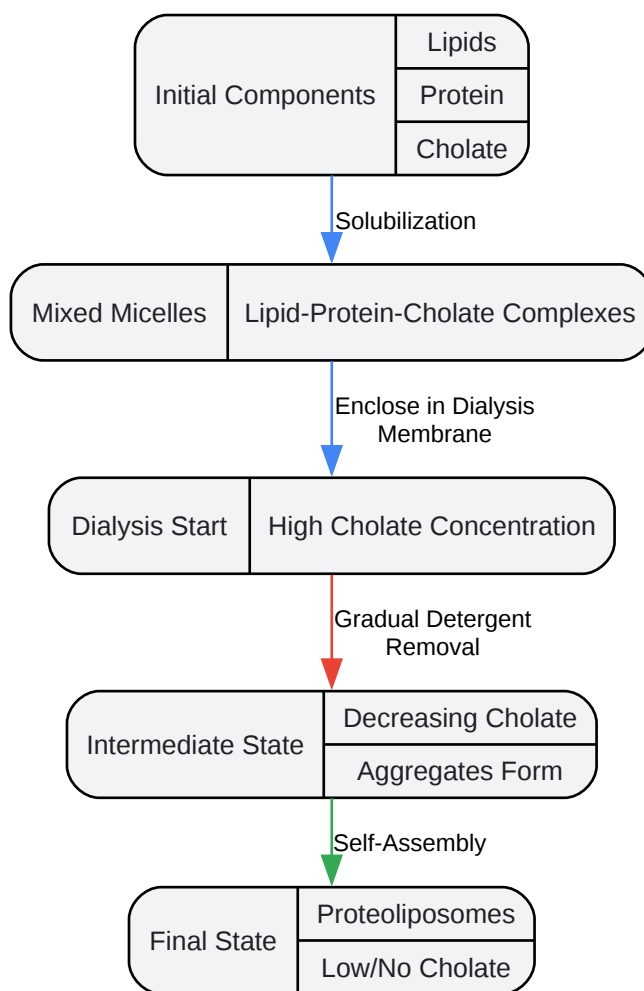 Initial Components
Lipids
Protein
Cholate
Solubilization
Mixed Micelles
Lipid-Protein-Cholate Complexes
Enclose in Dialysis
Membrane
Dialysis Start
High Cholate Concentration
Gradual Detergent
Removal
Intermediate State
Decreasing Cholate
Aggregates Form
Self-Assembly
Final State
Proteoliposomes
Low/No Cholate